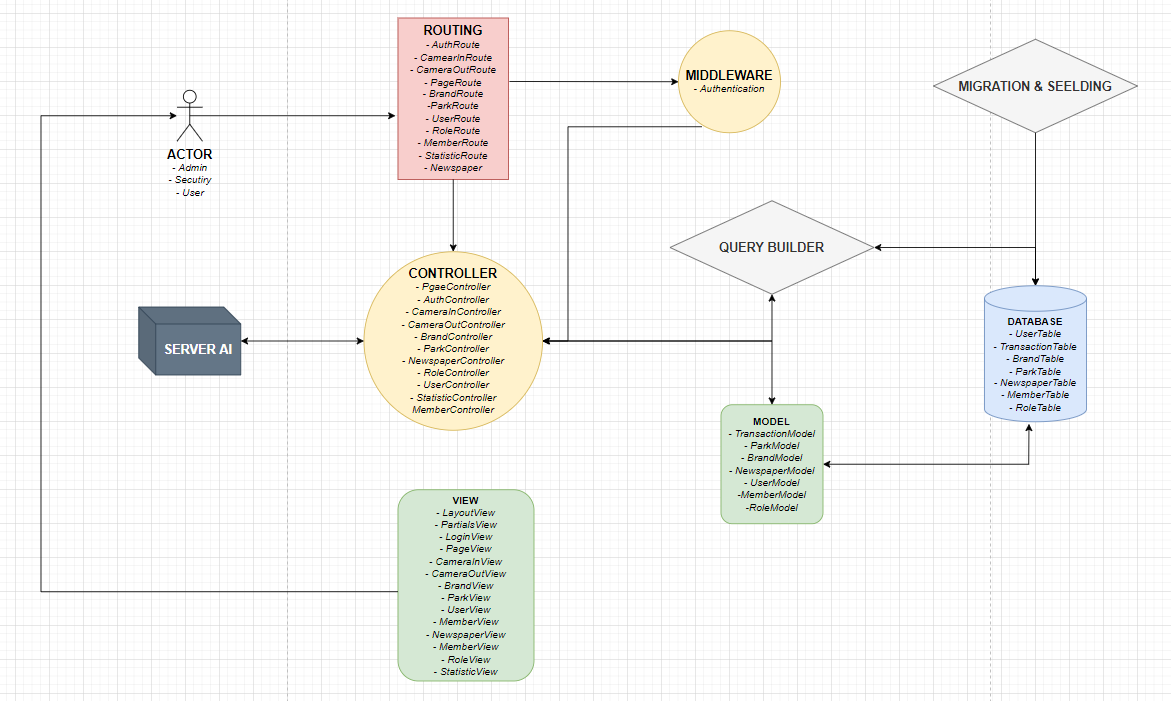 ROUTING
- AuthRoute
- CamearInRoute
- CameraOutRoute
- PageRoute
- BrandRoute
-ParkRoute
- UserRoute
- RoleRoute
- MemberRoute
- StatisticRoute
- Newspaper
MIDDLEWARE
- Authentication
MIGRATION & SEELDING
ACTOR
- Admin
- Secutiry
- User
QUERY BUILDER
CONTROLLER
- PgaeController
- AuthController
- CameraInController
- CameraOutController
- BrandController
- ParkController
- NewspaperController
- RoleController
- UserController
- StatisticController
MemberController
SERVER AI
DATABASE
- UserTable
- TransactionTable
- BrandTable
- ParkTable
- NewspaperTable
- MemberTable
- RoleTable
MODEL
- TransactionModel
- ParkModel
- BrandModel
- NewspaperModel
- UserModel
-MemberModel
-RoleModel
VIEW
- LayoutView
- PartialsView
- LoginView
- PageView
- CameraInView
- CameraOutView
- BrandView
- ParkView
- UserView
- MemberView
- NewspaperView
- MemberView
- RoleView
- StatisticView